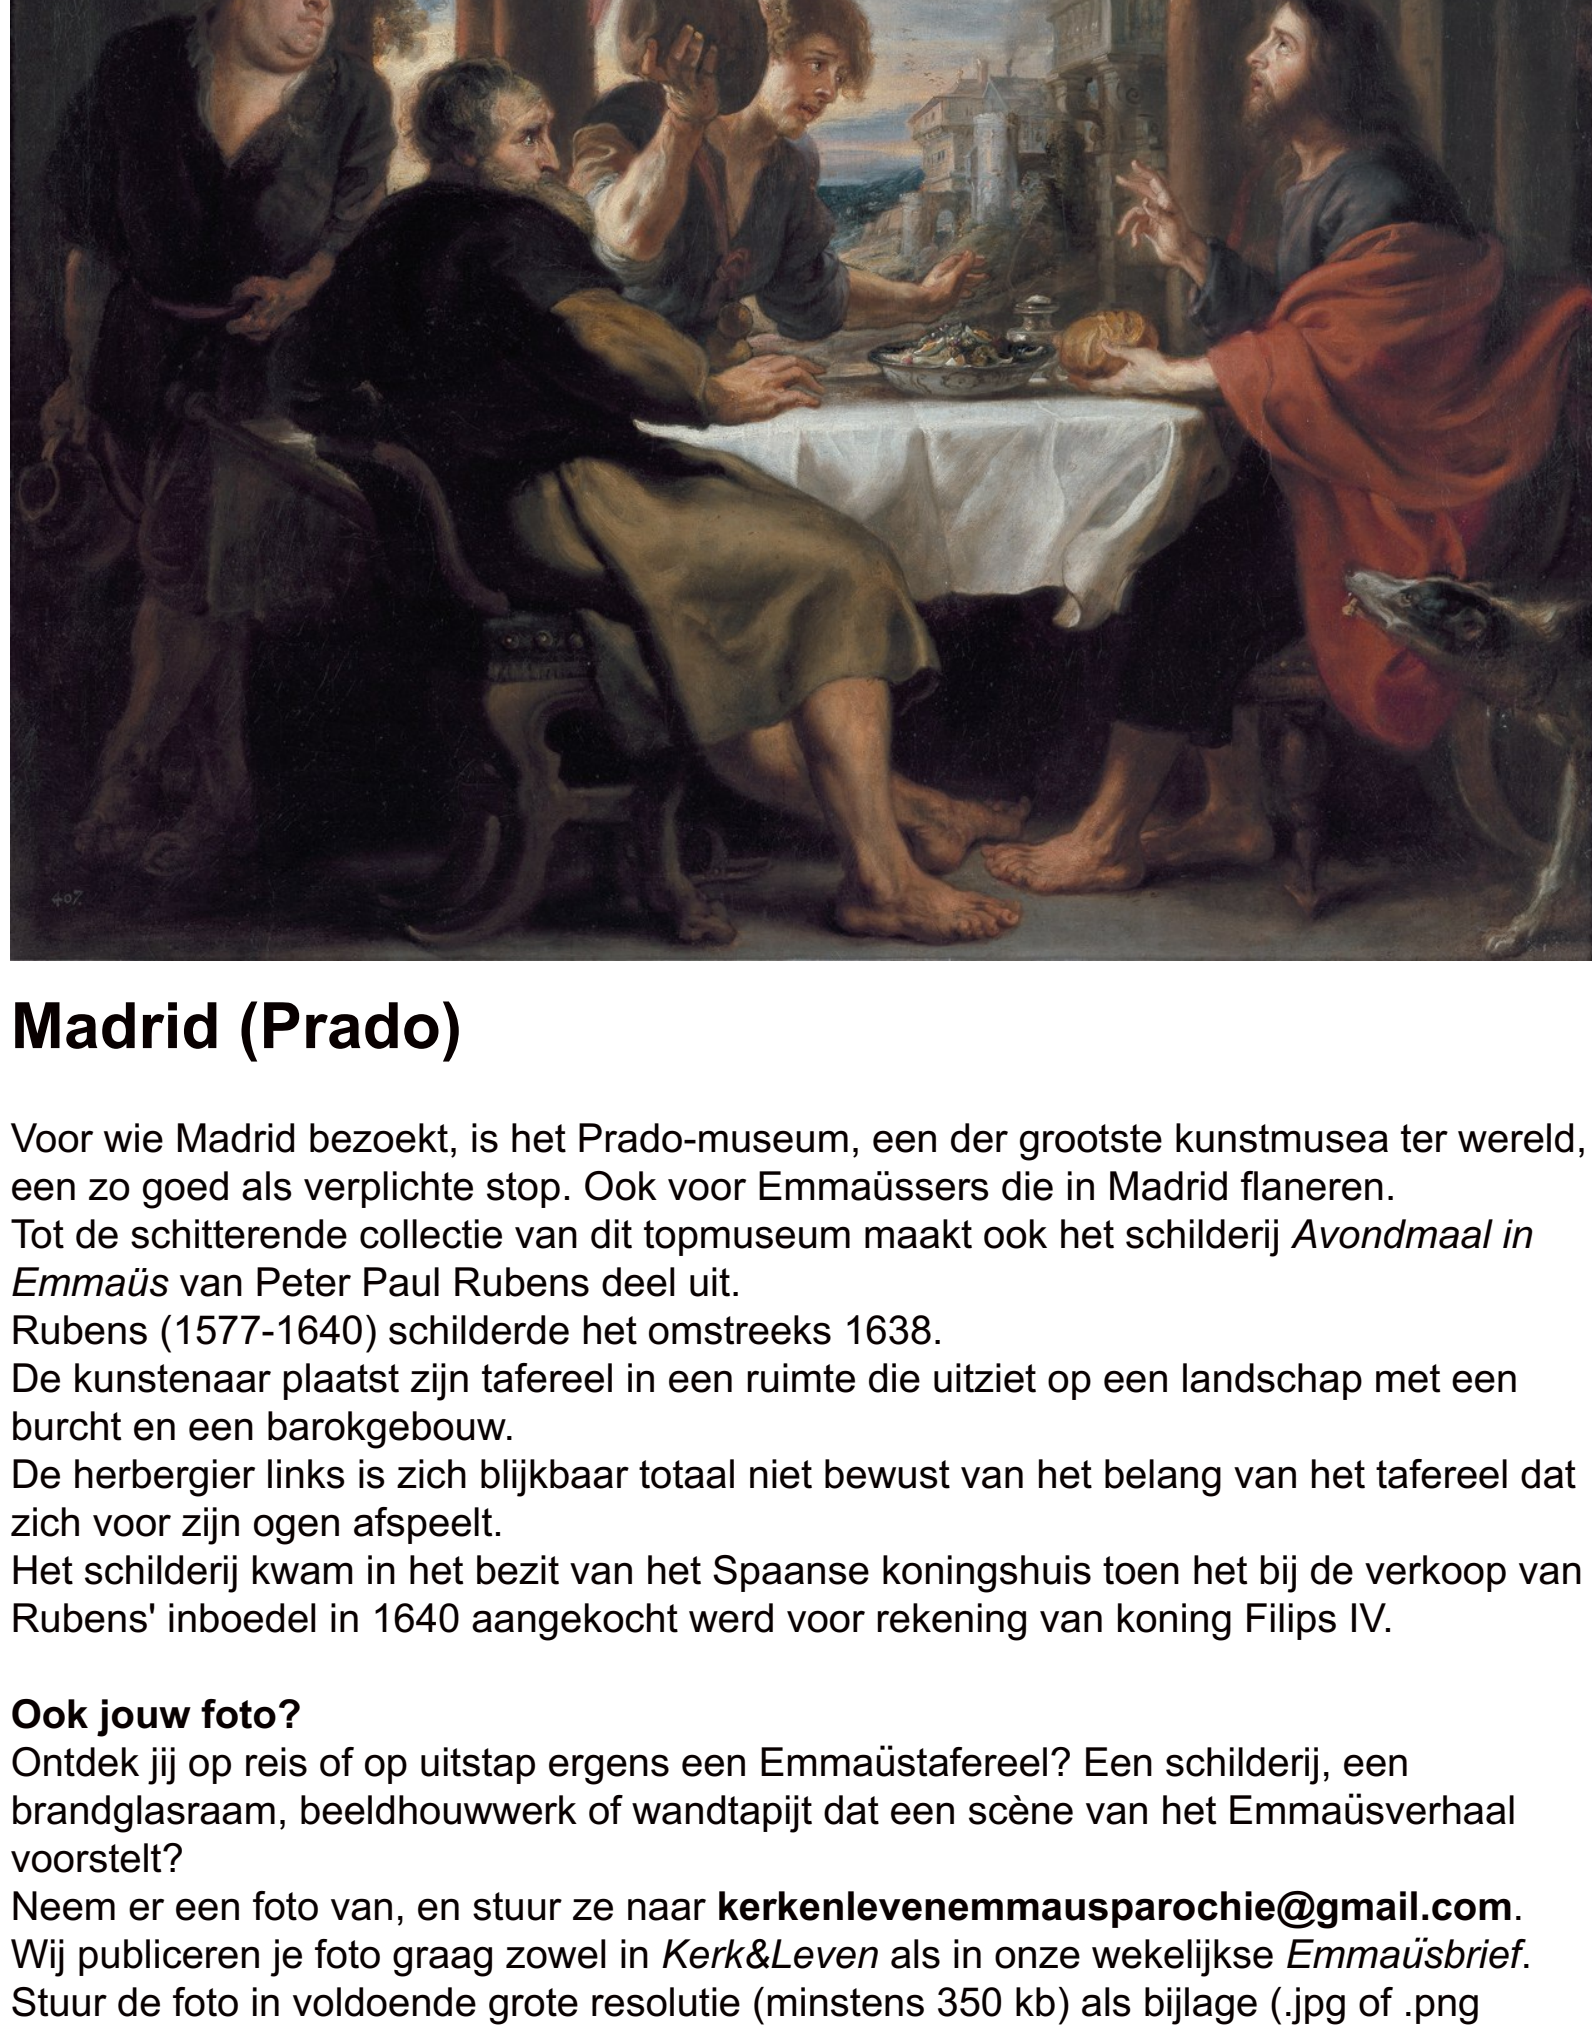 407.
Madrid (Prado)
Voor wie Madrid bezoekt, is het Prado-museum, een der grootste kunstmusea ter wereld,
een zo goed als verplichte stop. Ook voor Emmaüssers die in Madrid flaneren.
Tot de schitterende collectie van dit topmuseum maakt ook het schilderij Avondmaal in
Emmaüs van Peter Paul Rubens deel uit.
Rubens (1577-1640) schilderde het omstreeks 1638.
De kunstenaar plaatst zijn tafereel in een ruimte die uitziet op een landschap met een
burcht en een barokgebouw.
De herbergier links is zich blijkbaar totaal niet bewust van het belang van het tafereel dat
zich voor zijn ogen afspeelt.
Het schilderij kwam in het bezit van het Spaanse koningshuis toen het bij de verkoop van
Rubens' inboedel in 1640 aangekocht werd voor rekening van koning Filips IV.
Ook jouw foto?
Ontdek jij op reis of op uitstap ergens een Emmaüstafereel? Een schilderij, een
brandglasraam, beeldhouwwerk of wandtapijt dat een scène van het Emmaüsverhaal
voorstelt?
Neem er een foto van, en stuur ze naar kerkenlevenemmausparochie@gmail.com.
Wij publiceren je foto graag zowel in Kerk&Leven als in onze wekelijkse Emmaüsbrief.
Stuur de foto in voldoende grote resolutie (minstens 350 kb) als bijlage (.jpg of .png